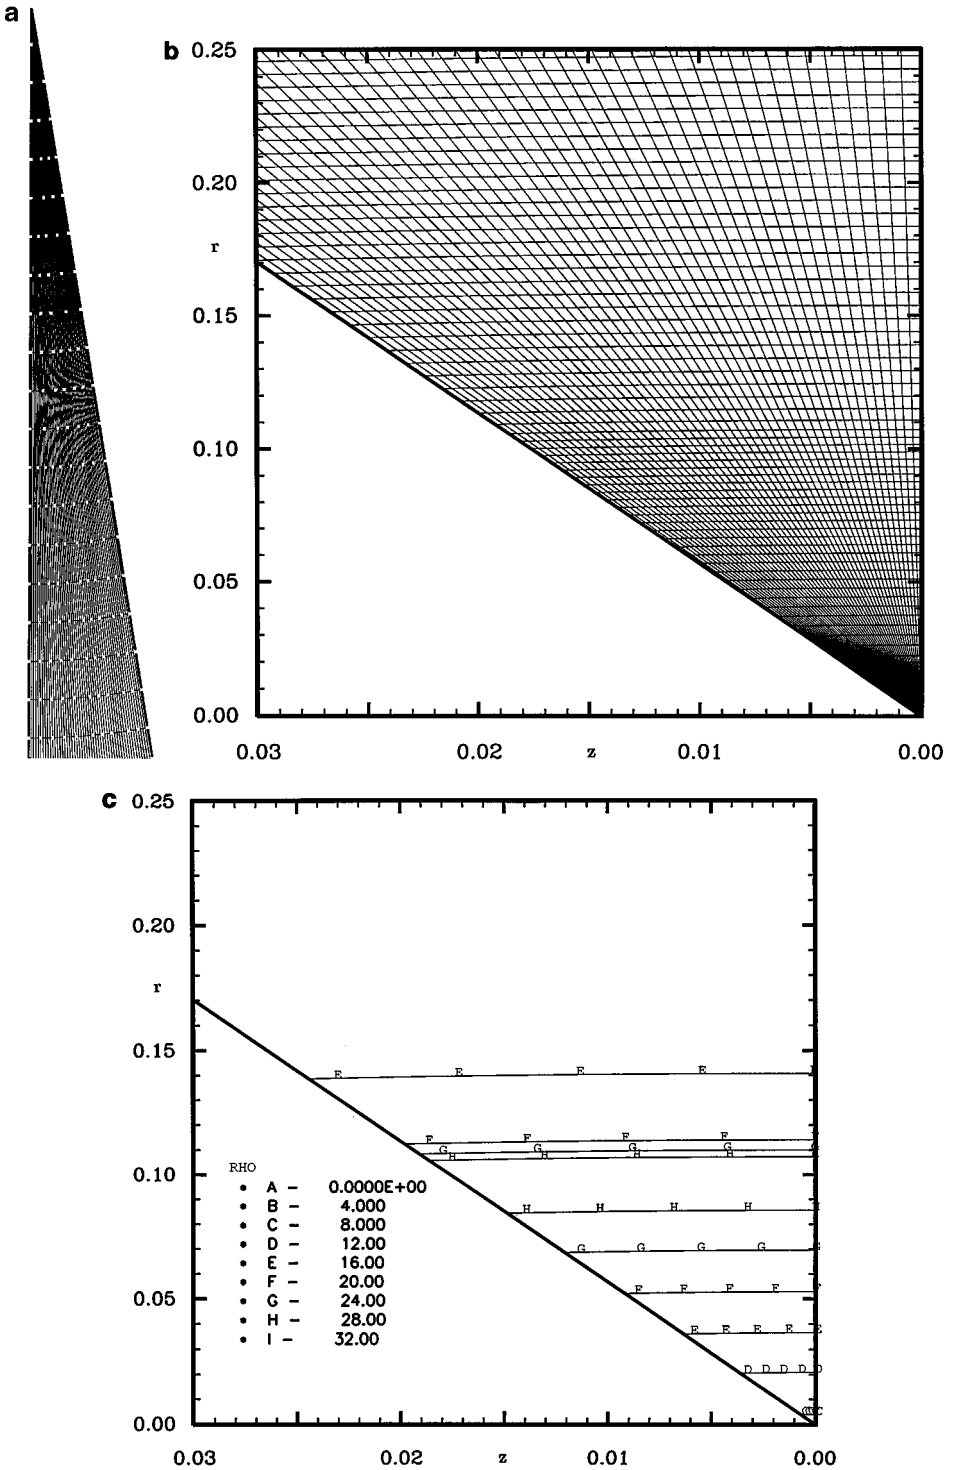 a
b
0.25
0.20
r
0.15
0.10
0.05
0.00
0.03
0.02
z
0.01
0.00
c
0.25
0.20
r
0.15
E E E E
F F F F
G G G G
H H H H
RHO
0.10
• A – 0.0000E+00
• B – 4.000
• C – 8.000
• D – 12.00
• E – 16.00
• F – 20.00
• G – 24.00
• H – 28.00
• I – 32.00
H H H H H
G G G G G
F F F F F
0.05
E E E E E
D D D D D
0.00
0.03
0.02
z
0.01
0.00